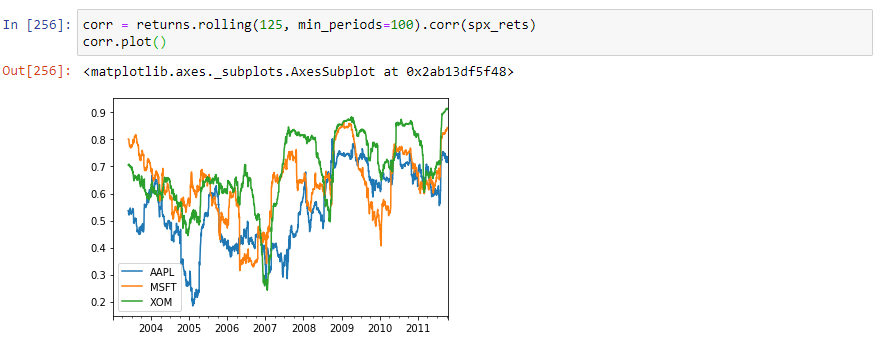 In [256]: corr = returns.rolling(125, min_periods=100).corr(spx_rets)
corr.plot()
Out[256]: <matplotlib.axes._subplots.AxesSubplot at 0x2ab13df5f48>
0.9
0.8
0.7
0.6
0.5
0.4
0.3
0.2
AAPL
MSFT
XOM
2004 2005 2006 2007 2008 2009 2010 2011